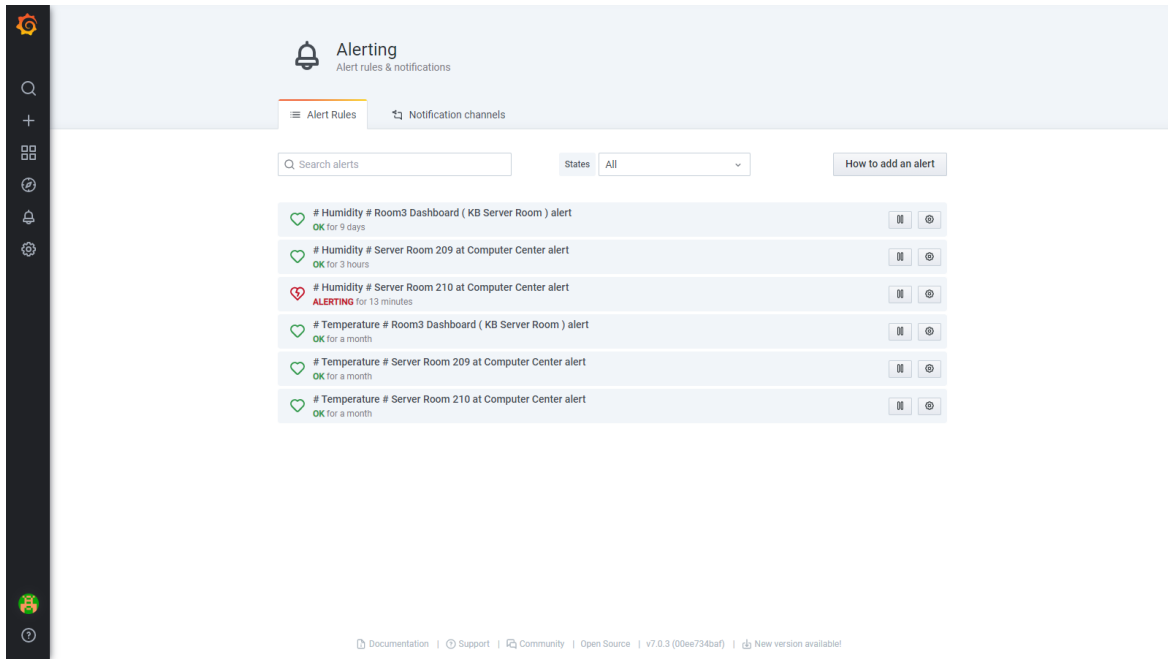 Alerting
Alert rules & notifications
Alert Rules
Notification channels
Search alerts
States
All
How to add an alert
# Humidity # Room3 Dashboard ( KB Server Room ) alert
OK for 9 days
# Humidity # Server Room 209 at Computer Center alert
OK for 3 hours
# Humidity # Server Room 210 at Computer Center alert
ALERTING for 13 minutes
# Temperature # Room3 Dashboard ( KB Server Room ) alert
OK for a month
# Temperature # Server Room 209 at Computer Center alert
OK for a month
# Temperature # Server Room 210 at Computer Center alert
OK for a month
Documentation | Support | Community | Open Source | v7.0.3 (00ee734baf) | New version available!